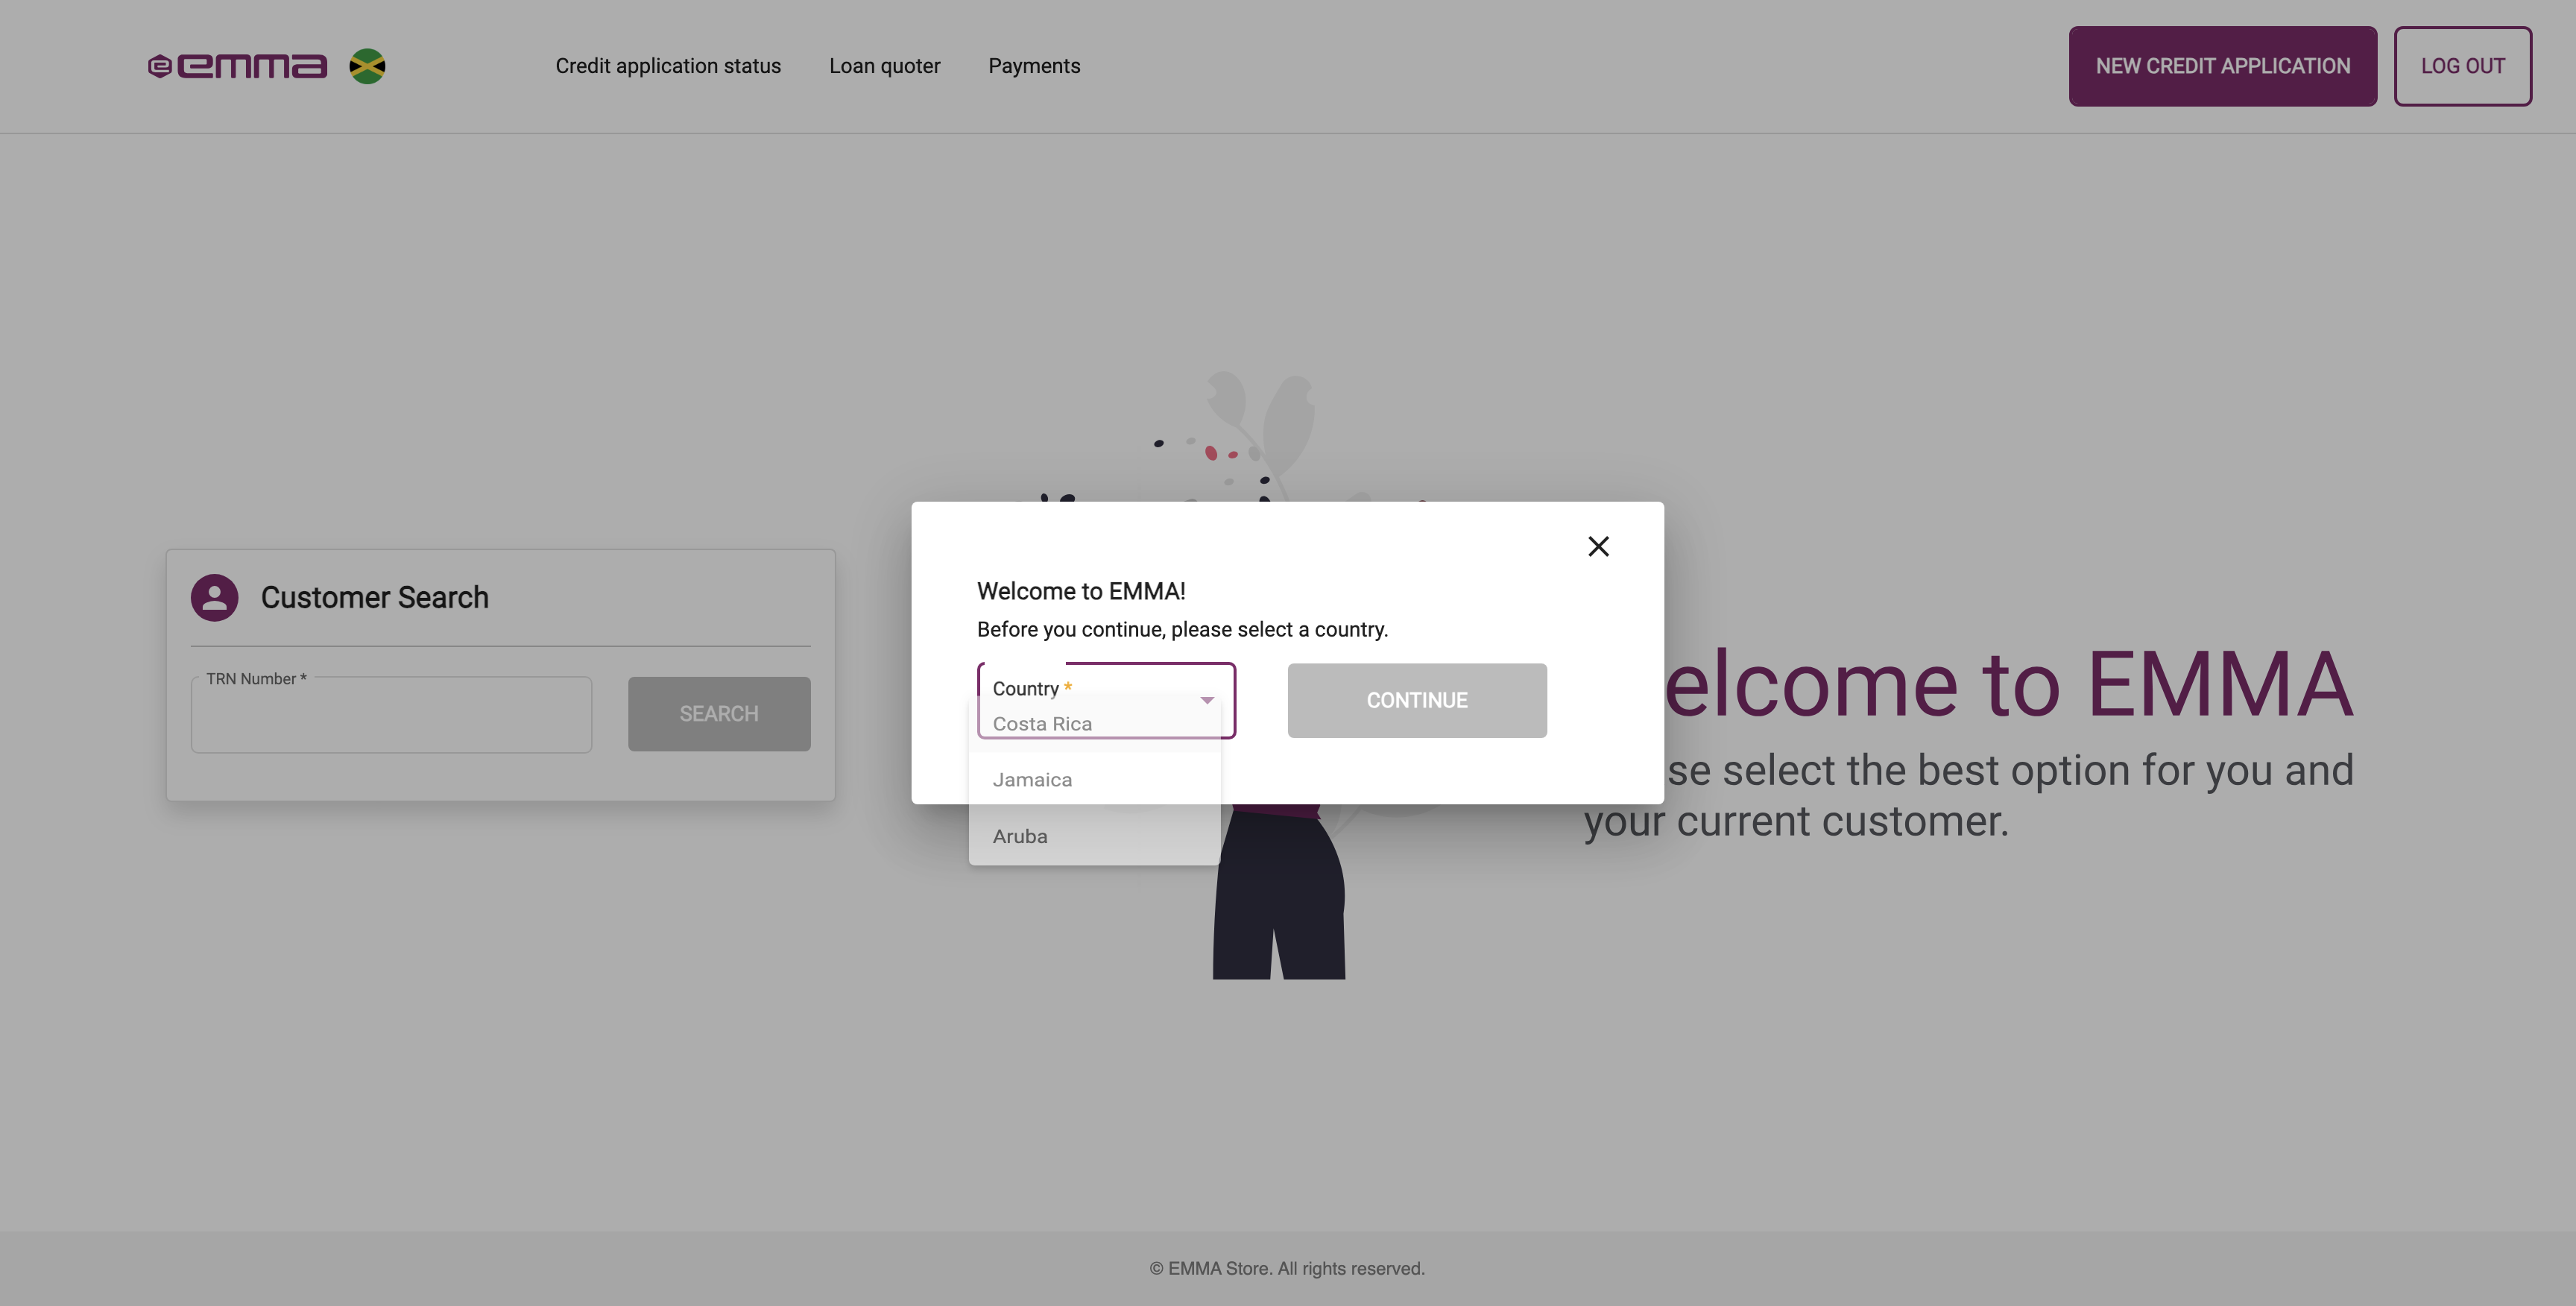 emma
Credit application status
Loan quoter
Payments
NEW CREDIT APPLICATION
LOG OUT
Customer Search
TRN Number *
SEARCH
Welcome to EMMA!
Before you continue, please select a country.
Country *
Costa Rica
Jamaica
Aruba
CONTINUE
elcome to EMMA
se select the best option for you and
your current customer.
© EMMA Store. All rights reserved.